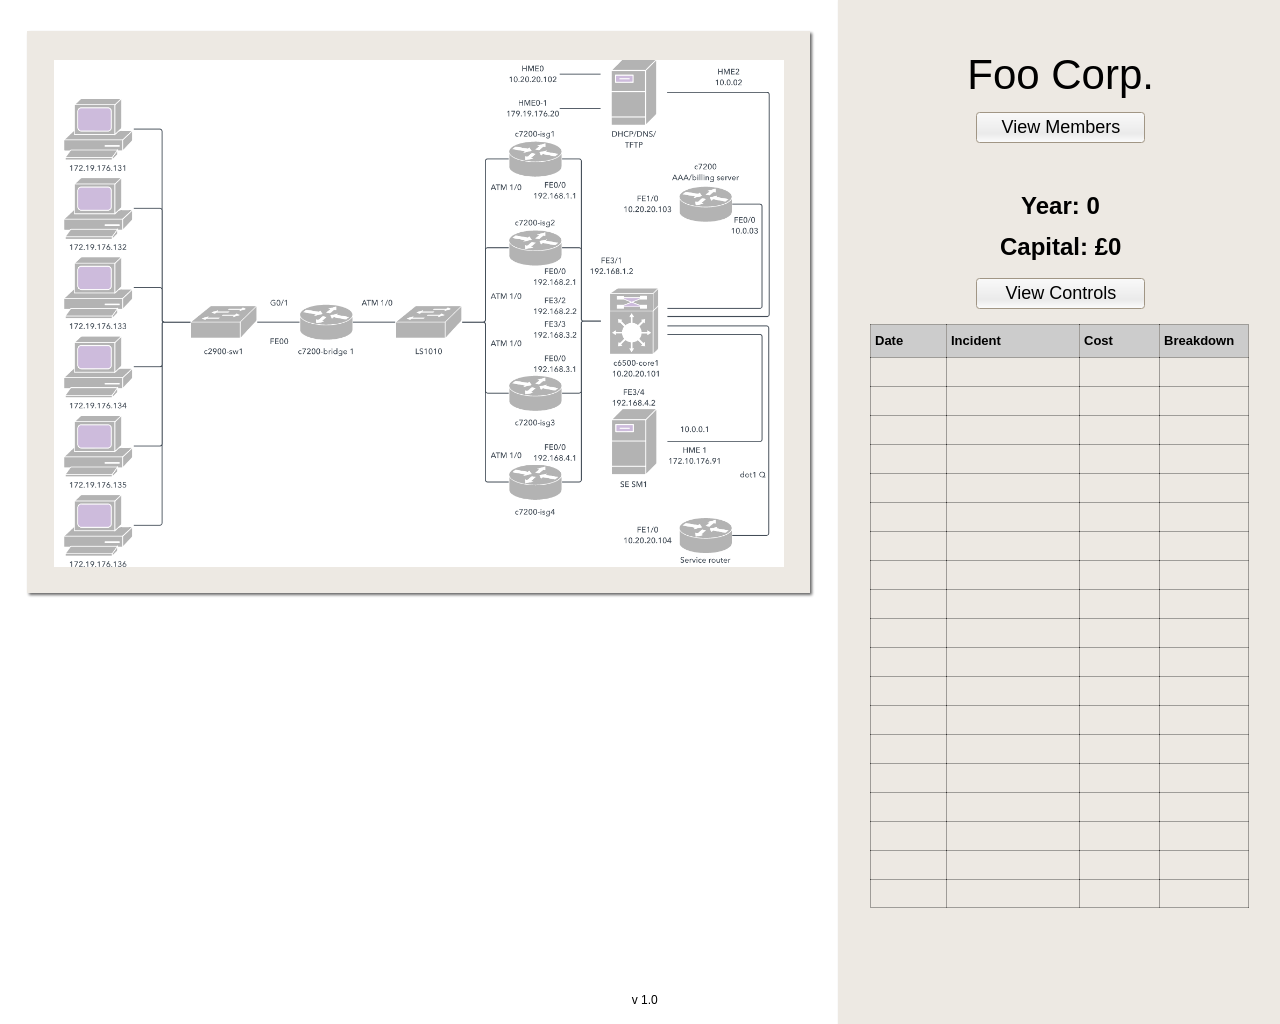 HME0
10.20.20.102
HME0-1
179.19.176.20
DHCP/DNS/
TFTP
HME2
10.0.02
c7200-isg1
ATM 1/0
FE0/0
192.168.1.1
c7200
AAA/billing server
FE1/0
10.20.20.103
FE0/0
10.0.03
172.19.176.131
172.19.176.132
172.19.176.133
172.19.176.134
172.19.176.135
172.19.176.136
c7200-isg2
FE0/0
192.168.2.1
ATM 1/0
FE3/1
192.168.1.2
FE3/2
192.168.2.2
FE3/3
192.168.3.2
G0/1
FE00
ATM 1/0
c2900-sw1
c7200-bridge 1
LS1010
ATM 1/0
FE0/0
192.168.3.1
c7200-isg3
c6500-core1
10.20.20.101
FE3/4
192.168.4.2
10.0.0.1
HME 1
172.10.176.91
SE SM1
dot1 Q
ATM 1/0
FE0/0
192.168.4.1
c7200-isg4
FE1/0
10.20.20.104
Service router
v 1.0
Foo Corp.
View Members
Year: 0
Capital: £0
View Controls
Date Incident Cost Breakdown